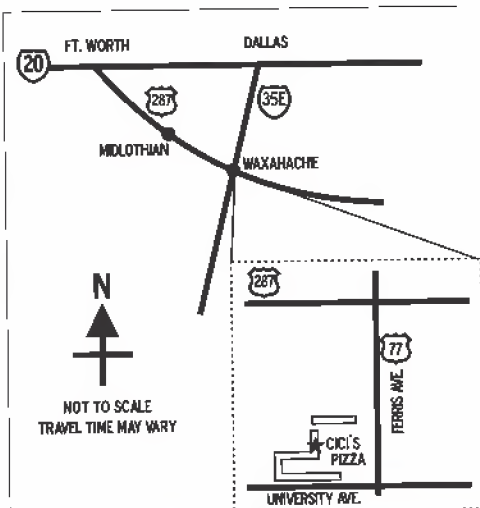 FT. WORTH
DALLAS
20
287
35E
MIDLOTHIAN
WAXAHACHIE
N
NOT TO SCALE
TRAVEL TIME MAY VARY
287
77
FERRIS AVE.
CICI'S
PIZZA
UNIVERSITY AVE.